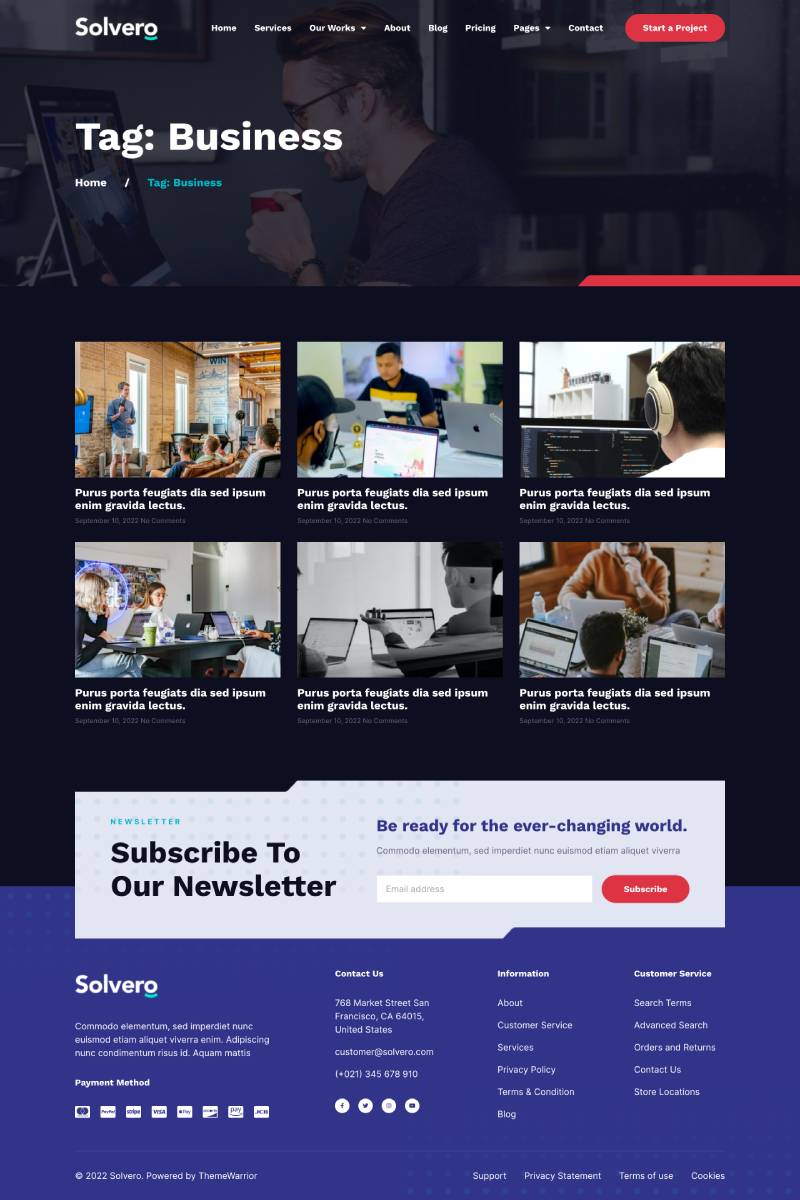 Solvero
Home Services Our Works About Blog Pricing Pages Contact Start a Project
Tag: Business
Home / Tag: Business
WIN
Purus porta feugiats dia sed ipsum
enim gravida lectus.
September 10, 2022 No Comments
Purus porta feugiats dia sed ipsum
enim gravida lectus.
September 10, 2022 No Comments
Purus porta feugiats dia sed ipsum
enim gravida lectus.
September 10, 2022 No Comments
Purus porta feugiats dia sed ipsum
enim gravida lectus.
September 10, 2022 No Comments
Purus porta feugiats dia sed ipsum
enim gravida lectus.
September 10, 2022 No Comments
Purus porta feugiats dia sed ipsum
enim gravida lectus.
September 10, 2022 No Comments
NEWSLETTER
Subscribe To
Our Newsletter
Be ready for the ever-changing world.
Commodo elementum, sed imperdiet nunc euismod etiam aliquet viverra
Email address
Subscribe
Solvero
Commodo elementum, sed imperdiet nunc
euismod etiam aliquet viverra enim. Adipiscing
nunc condimentum risus id. Aquam mattis
Payment Method
PayPal stripe VISA Pay pay JCB
Contact Us
768 Market Street San
Francisco, CA 64015,
United States
customer@solvero.com
(+021) 345 678 910
Information
About
Customer Service
Services
Privacy Policy
Terms & Condition
Blog
Customer Service
Search Terms
Advanced Search
Orders and Returns
Contact Us
Store Locations
© 2022 Solvero. Powered by ThemeWarrior
Support Privacy Statement Terms of use Cookies